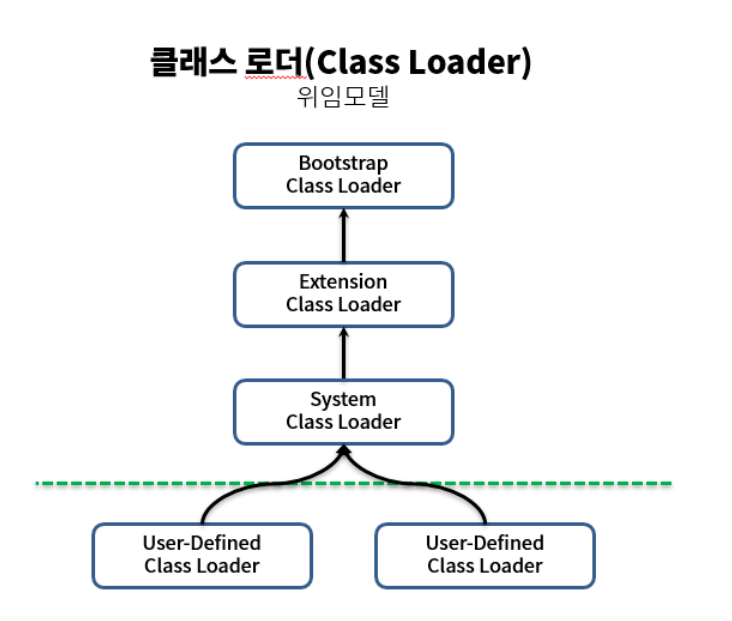 클래스 로더(Class Loader)
위임모델
Bootstrap
Class Loader
Extension
Class Loader
System
Class Loader
User-Defined
Class Loader
User-Defined
Class Loader